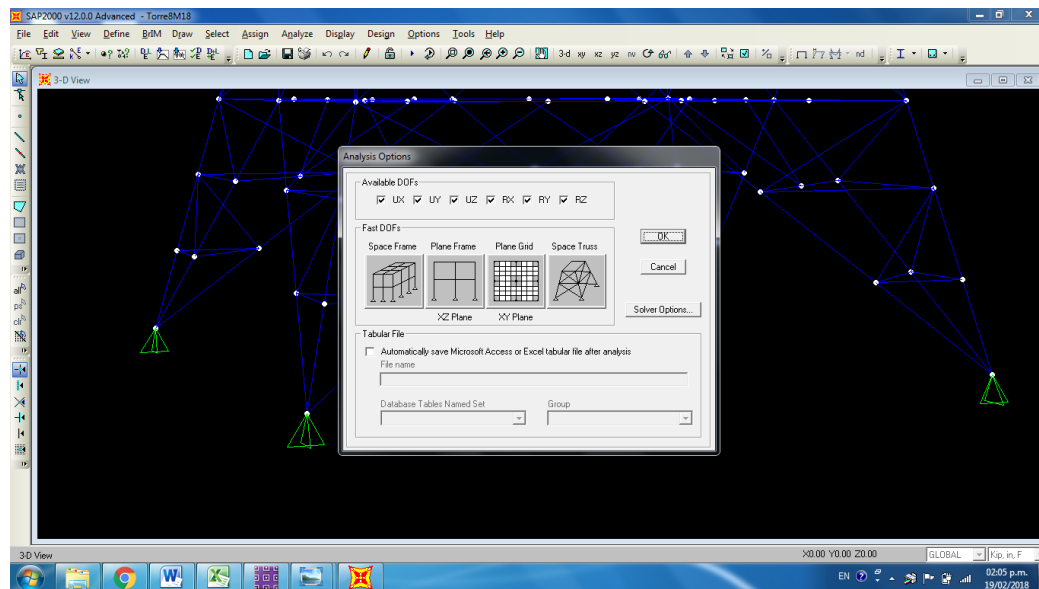 SAP2000 v12.0.0 Advanced - Torre8M18
File Edit View Define BrIM Draw Select Assign Analyze Display Design Options Tools Help
3-d xy xz yz nv nd
3-D View
all
ps
clr
Analysis Options
Available DOFs
UX UY UZ RX RY RZ
Fast DOFs
Space Frame Plane Frame Plane Grid Space Truss
XZ Plane XY Plane
OK
Cancel
Solver Options...
Tabular File
Automatically save Microsoft Access or Excel tabular file after analysis
File name
Database Tables Named Set Group
3-D View X0.00 Y0.00 Z0.00 GLOBAL Kip, in, F
EN 02:05 p.m.
19/02/2018